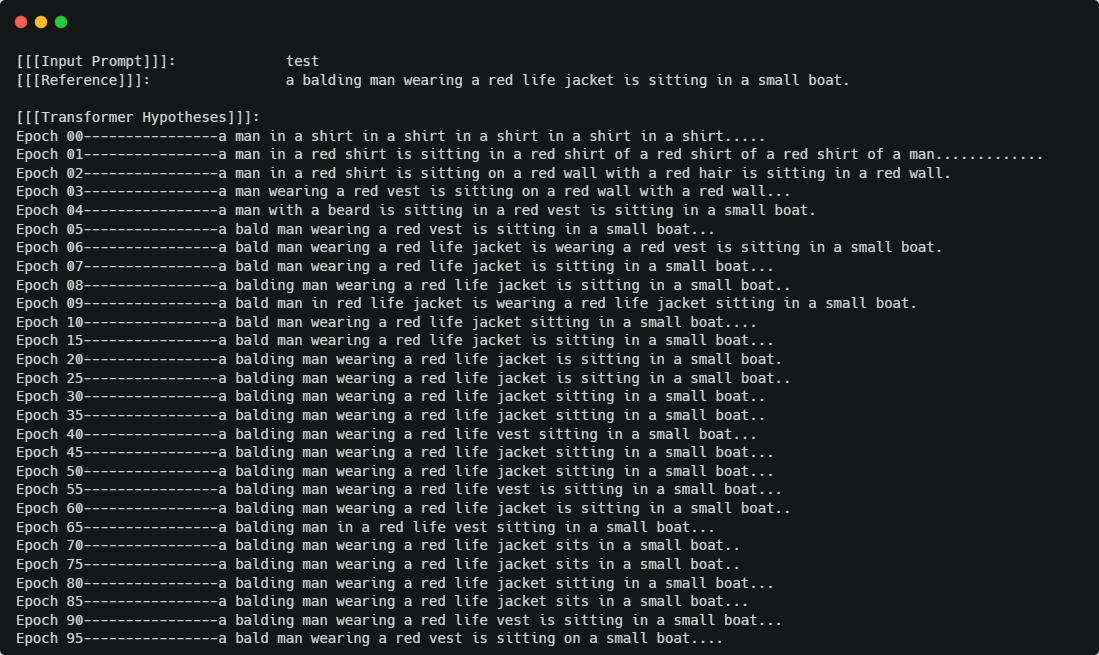 [[[Input Prompt]]]:             test
[[[Reference]]]:                a balding man wearing a red life jacket is sitting in a small boat.
[[[Transformer Hypotheses]]]:
Epoch 00----------------a man in a shirt in a shirt in a shirt in a shirt in a shirt.....
Epoch 01----------------a man in a red shirt is sitting in a red shirt of a red shirt of a red shirt of a man.............
Epoch 02----------------a man in a red shirt is sitting on a red wall with a red hair is sitting in a red wall.
Epoch 03----------------a man wearing a red vest is sitting on a red wall with a red wall...
Epoch 04----------------a man with a beard is sitting in a red vest is sitting in a small boat.
Epoch 05----------------a bald man wearing a red vest is sitting in a small boat...
Epoch 06----------------a man wearing a red life jacket is wearing a red vest is sitting in a small boat.
Epoch 07----------------a bald man wearing a red life jacket is sitting in a small boat...
Epoch 08----------------a balding man wearing a red life jacket is sitting in a small boat..
Epoch 09----------------a bald man in red life jacket is wearing a red life jacket sitting in a small boat.
Epoch 10----------------a bald man wearing a red life jacket sitting in a small boat....
Epoch 15----------------a bald man wearing a red life jacket is sitting in a small boat...
Epoch 20----------------a balding man wearing a red life jacket is sitting in a small boat.
Epoch 25----------------a balding man wearing a red life jacket is sitting in a small boat..
Epoch 30----------------a balding man wearing a red life jacket sitting in a small boat..
Epoch 35----------------a balding man wearing a red life jacket sitting in a small boat..
Epoch 40----------------a balding man wearing a red life vest sitting in a small boat...
Epoch 45----------------a balding man wearing a red life jacket sitting in a small boat...
Epoch 50----------------a balding man wearing a red life jacket sitting in a small boat...
Epoch 55----------------a balding man wearing a red life vest is sitting in a small boat...
Epoch 60----------------a balding man wearing a red life jacket is sitting in a small boat..
Epoch 65----------------a balding man in a red life vest sitting in a small boat...
Epoch 70----------------a balding man wearing a red life jacket sits in a small boat..
Epoch 75----------------a balding man wearing a red life jacket sits in a small boat..
Epoch 80----------------a balding man wearing a red life jacket sitting in a small boat...
Epoch 85----------------a balding man wearing a red life jacket sits in a small boat...
Epoch 90----------------a balding man wearing a red life vest is sitting in a small boat...
Epoch 95----------------a bald man wearing a red vest is sitting on a small boat....